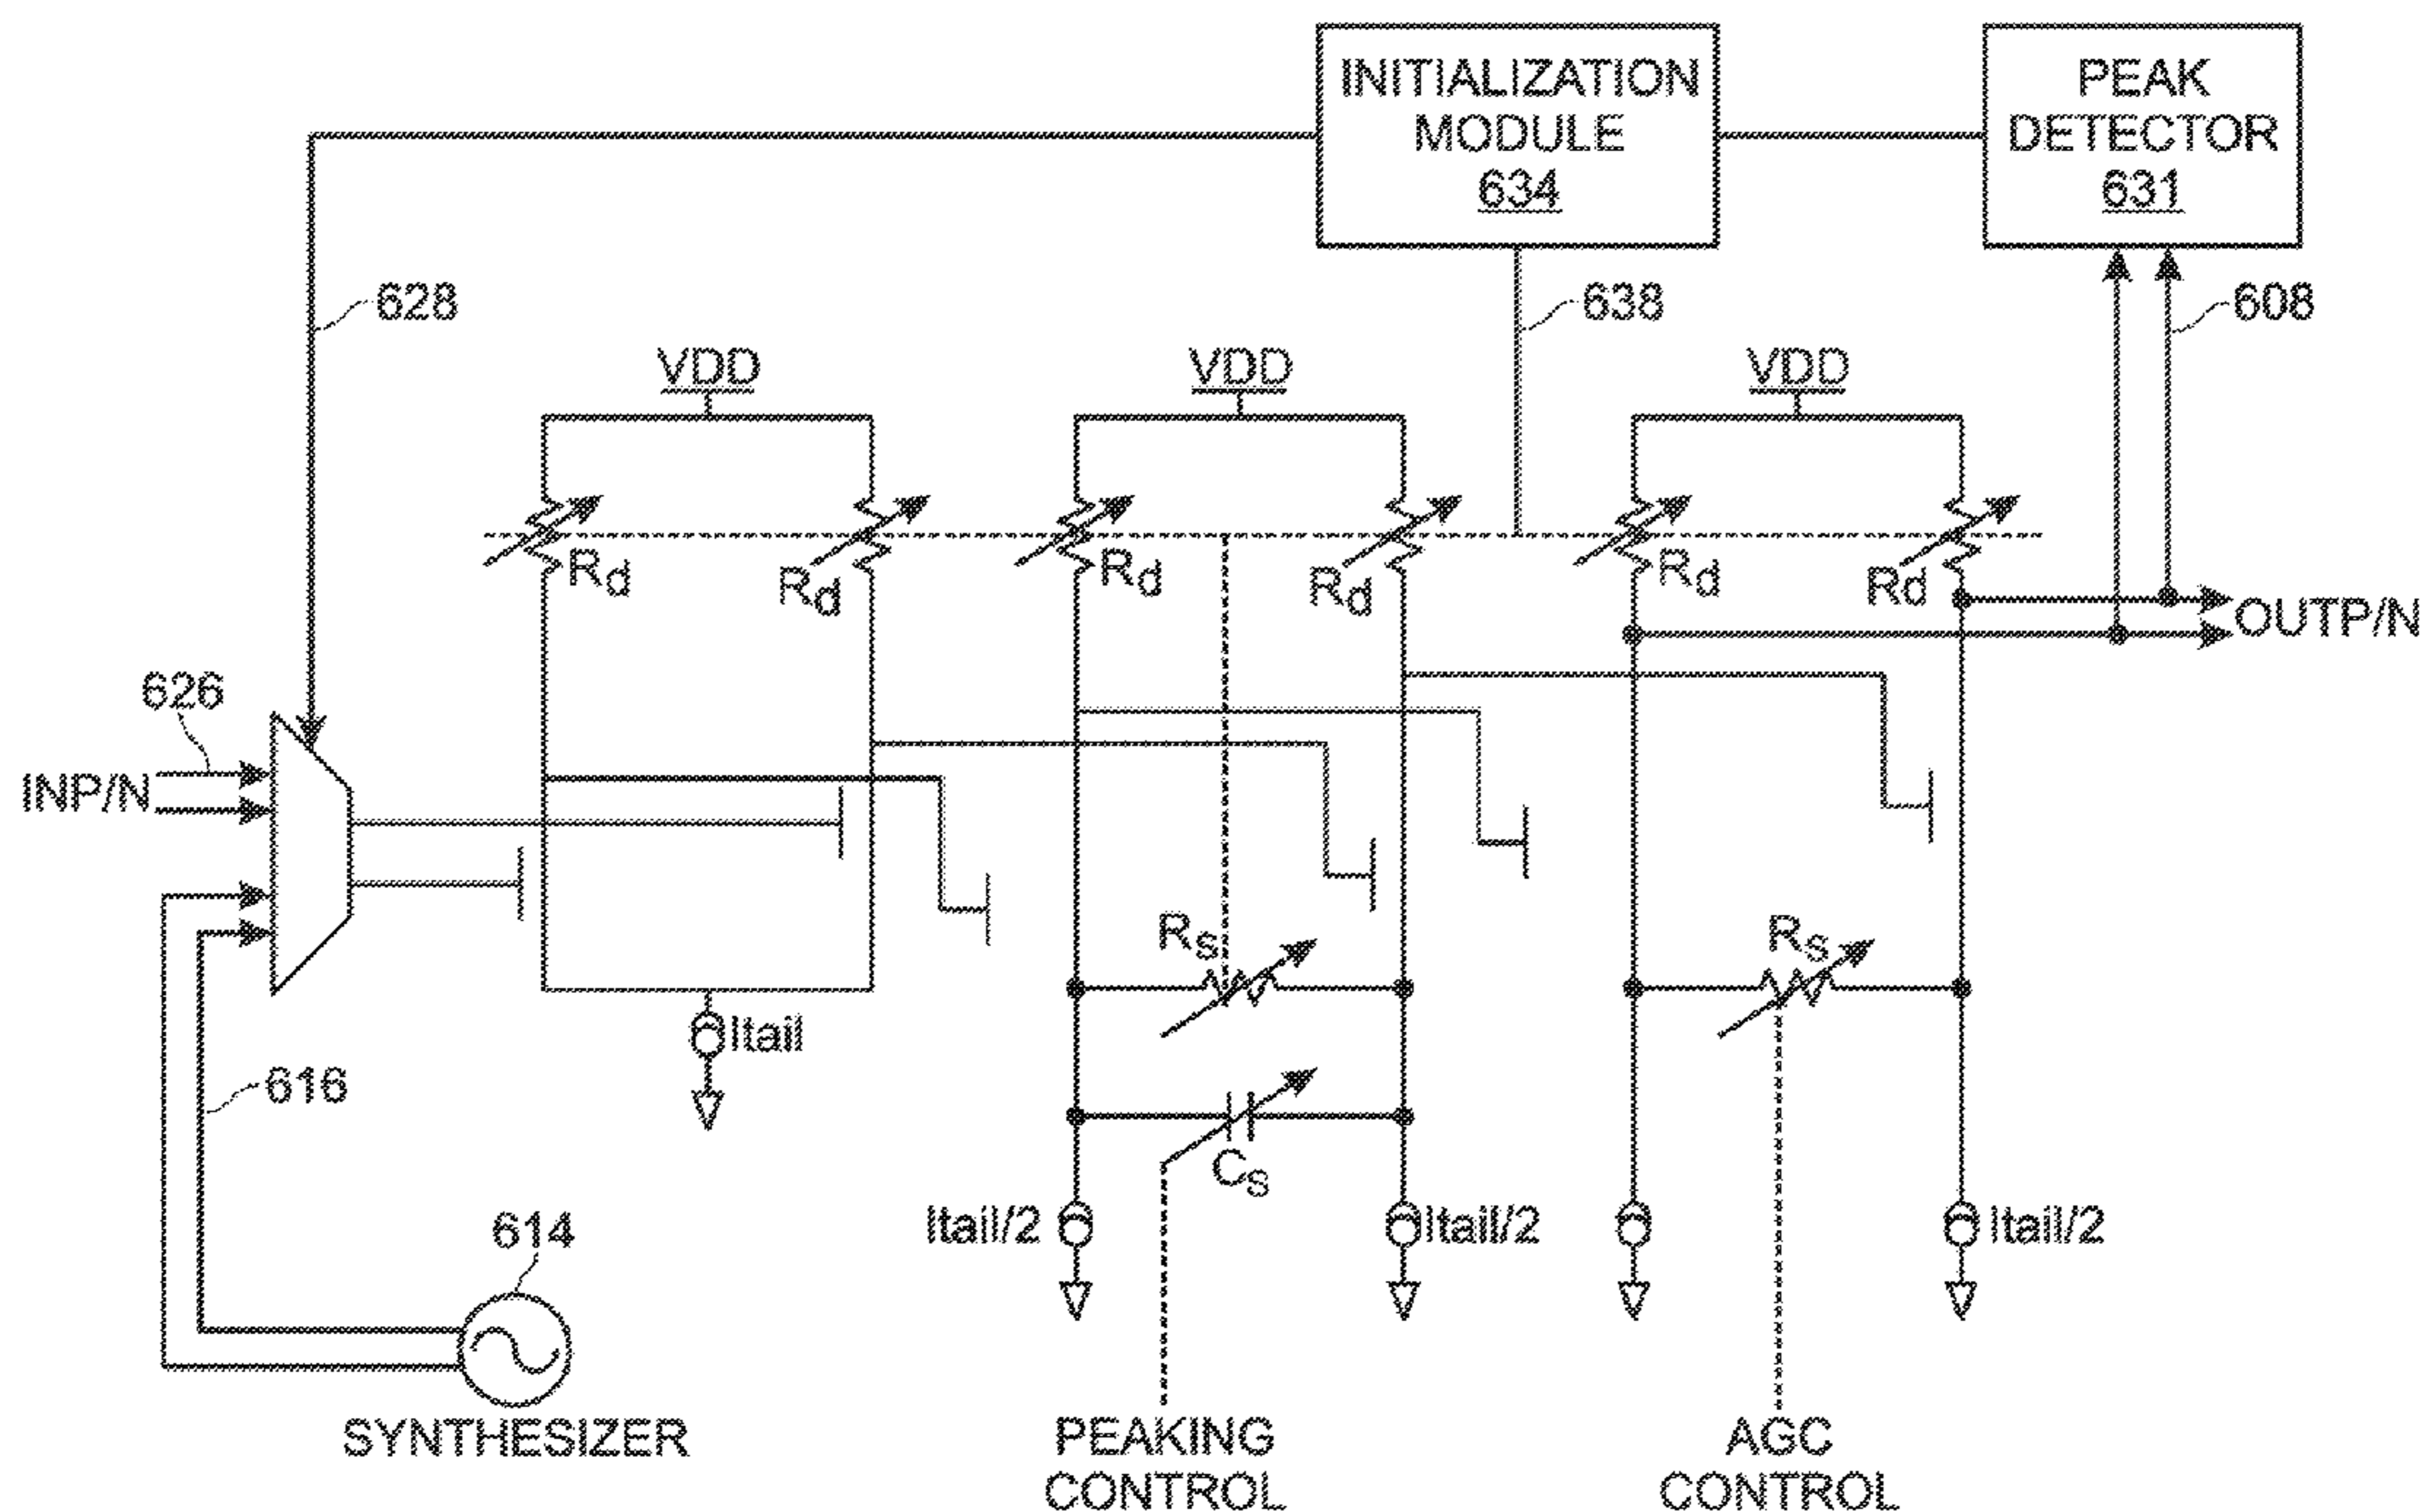 INITIALIZATION
MODULE
634
PEAK
DETECTOR
631
628
638
608
VDD
VDD
VDD
Rd
Rd
Rd
Rd
Rd
Rd
OUTP/N
626
INP/N
Rs
Rs
Itail
616
Cs
Itail/2
Itail/2
Itail/2
614
SYNTHESIZER
PEAKING
CONTROL
AGC
CONTROL